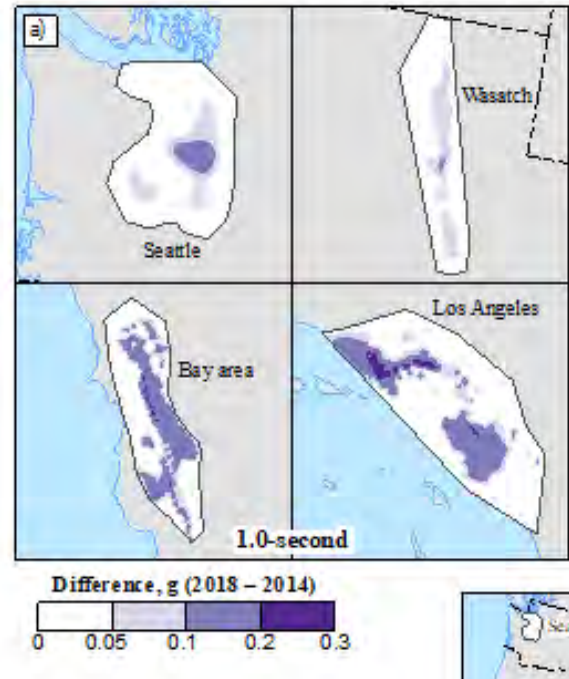 a)
Wasatch
Seattle
Los Angeles
Bay area
1.0-second
Difference, g (2018 – 2014)
0 0.05 0.1 0.2 0.3